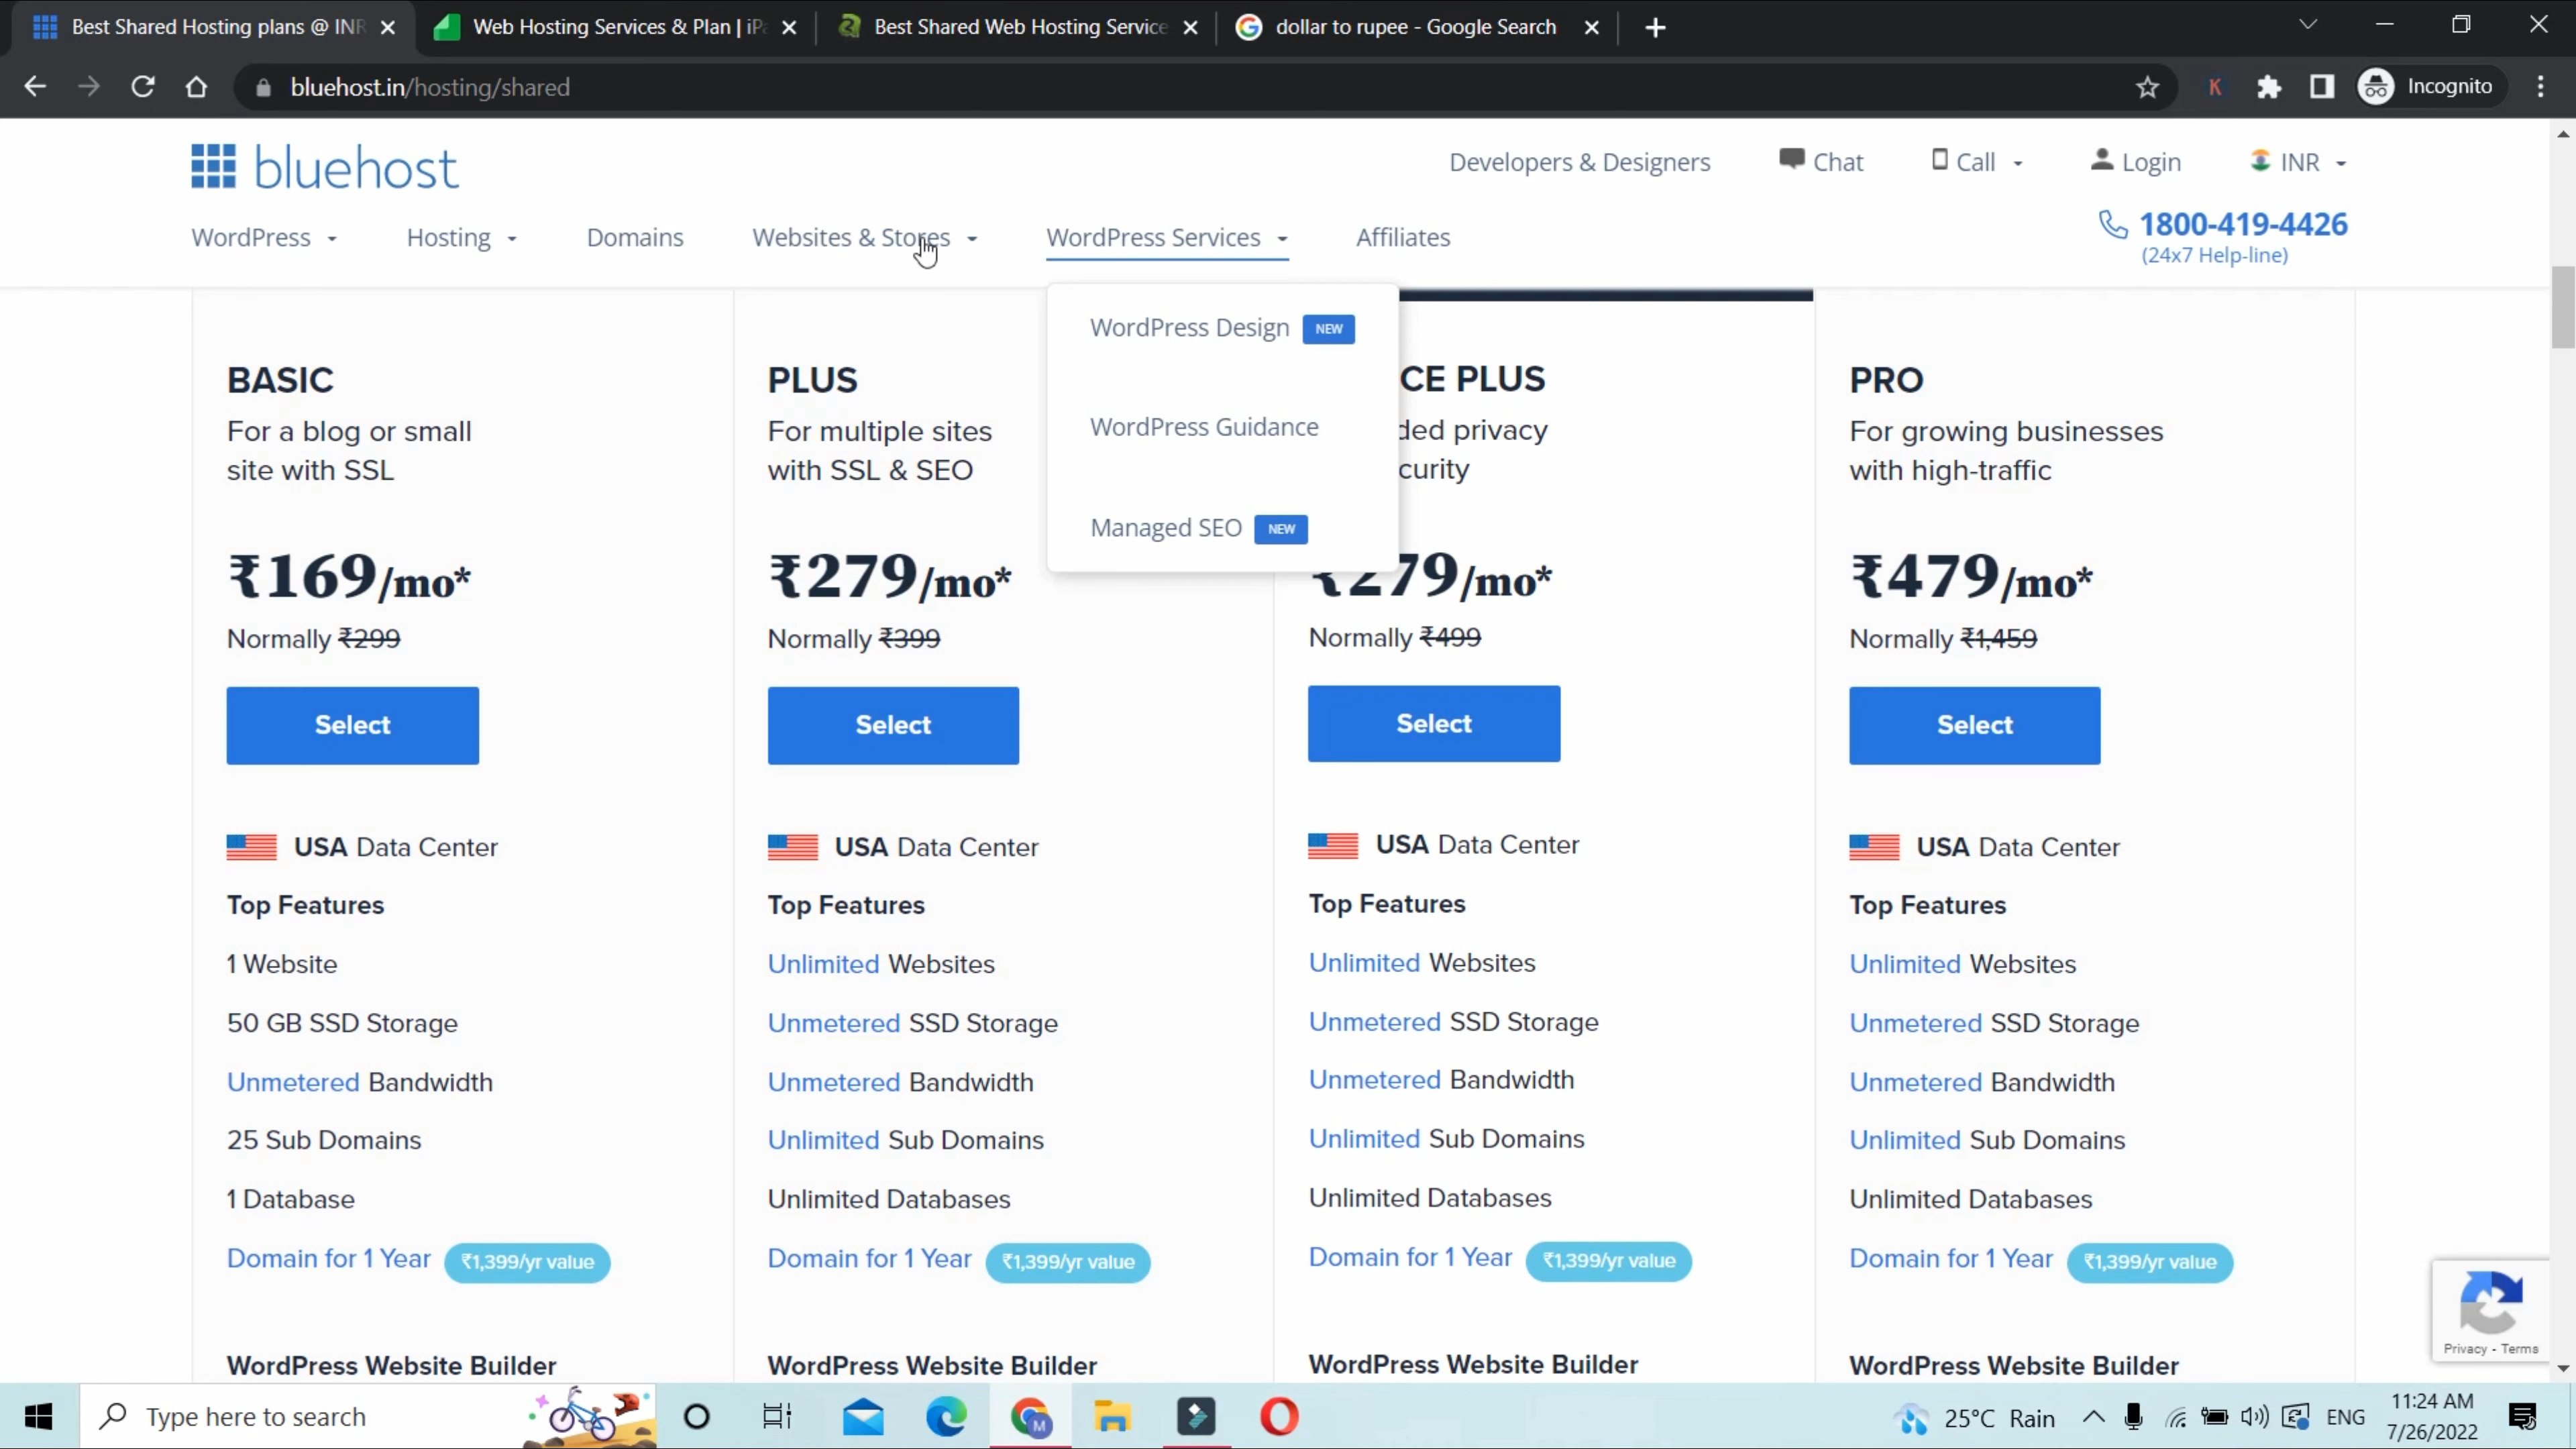 Best Shared Hosting plans @ INR
Web Hosting Services & Plan | iPa
Best Shared Web Hosting Service
dollar to rupee - Google Search
bluehost.in/hosting/shared
K
Incognito
bluehost
Developers & Designers
Chat
Call
Login
INR
WordPress
Hosting
Domains
Websites & Stores
WordPress Services
Affiliates
1800-419-4426
(24x7 Help-line)
WordPress Design NEW
WordPress Guidance
Managed SEO NEW
BASIC
For a blog or small
site with SSL
₹169/mo*
Normally ₹299
Select
USA Data Center
Top Features
1 Website
50 GB SSD Storage
Unmetered Bandwidth
25 Sub Domains
1 Database
Domain for 1 Year ₹1,399/yr value
WordPress Website Builder
PLUS
For multiple sites
with SSL & SEO
₹279/mo*
Normally ₹399
Select
USA Data Center
Top Features
Unlimited Websites
Unmetered SSD Storage
Unmetered Bandwidth
Unlimited Sub Domains
Unlimited Databases
Domain for 1 Year ₹1,399/yr value
WordPress Website Builder
CE PLUS
ded privacy
curity
₹279/mo*
Normally ₹499
Select
USA Data Center
Top Features
Unlimited Websites
Unmetered SSD Storage
Unmetered Bandwidth
Unlimited Sub Domains
Unlimited Databases
Domain for 1 Year ₹1,399/yr value
WordPress Website Builder
PRO
For growing businesses
with high-traffic
₹479/mo*
Normally ₹1,459
Select
USA Data Center
Top Features
Unlimited Websites
Unmetered SSD Storage
Unmetered Bandwidth
Unlimited Sub Domains
Unlimited Databases
Domain for 1 Year ₹1,399/yr value
WordPress Website Builder
Privacy - Terms
Type here to search
M
25°C Rain
ENG
11:24 AM
7/26/2022